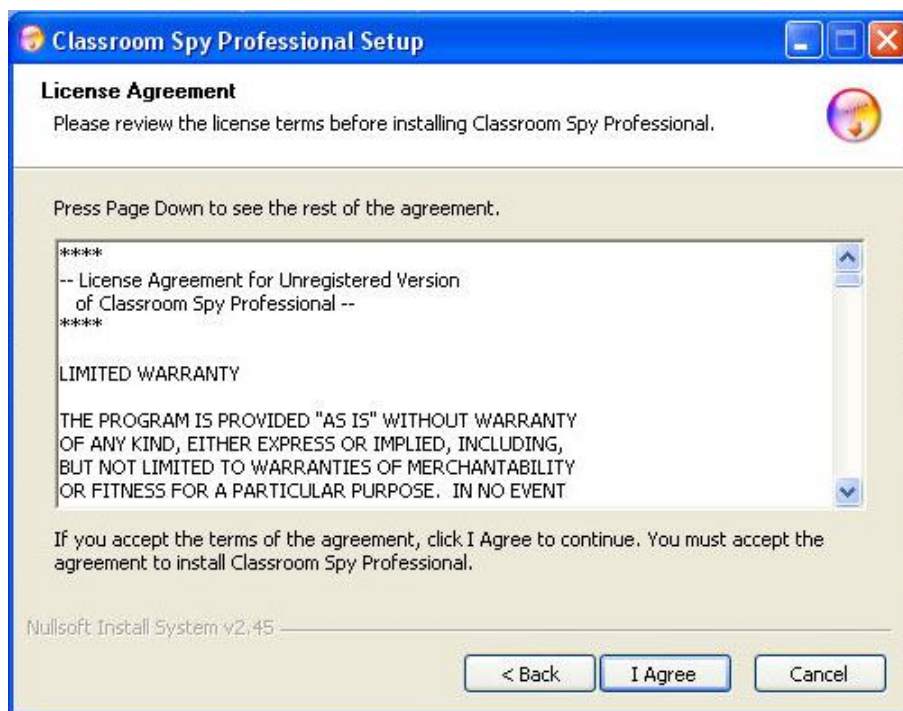 Classroom Spy Professional Setup
License Agreement
Please review the license terms before installing Classroom Spy Professional.
Press Page Down to see the rest of the agreement.
****
-- License Agreement for Unregistered Version
of Classroom Spy Professional --
****
LIMITED WARRANTY
THE PROGRAM IS PROVIDED "AS IS" WITHOUT WARRANTY
OF ANY KIND, EITHER EXPRESS OR IMPLIED, INCLUDING,
BUT NOT LIMITED TO WARRANTIES OF MERCHANTABILITY
OR FITNESS FOR A PARTICULAR PURPOSE.  IN NO EVENT
If you accept the terms of the agreement, click I Agree to continue. You must accept the
agreement to install Classroom Spy Professional.
Nullsoft Install System v2.45
< Back I Agree Cancel